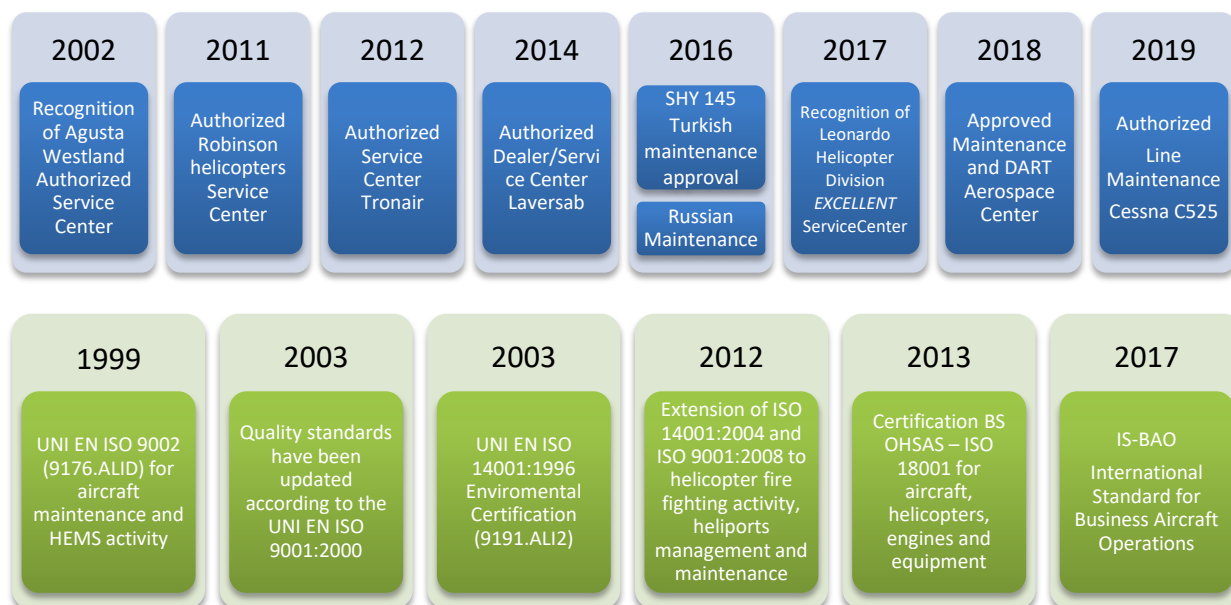 2002
Recognition
of Agusta
Westland
Authorized
Service
Center
2011
Authorized
Robinson
helicopters
Service
Center
2012
Authorized
Service
Center
Tronair
2014
Authorized
Dealer/Servi
ce Center
Laversab
2016
SHY 145
Turkish
maintenance
approval
Russian
Maintenance
2017
Recognition of
Leonardo
Helicopter
Division
EXCELLENT
ServiceCenter
2018
Approved
Maintenance
and DART
Aerospace
Center
2019
Authorized
Line
Maintenance
Cessna C525
1999
UNI EN ISO 9002
(9176.ALID) for
aircraft
maintenance and
HEMS activity
2003
Quality standards
have been
updated
according to the
UNI EN ISO
9001:2000
2003
UNI EN ISO
14001:1996
Enviromental
Certification
(9191.ALI2)
2012
Extension of ISO
14001:2004 and
ISO 9001:2008 to
helicopter fire
fighting activity,
heliports
management and
maintenance
2013
Certification BS
OHSAS – ISO
18001 for
aircraft,
helicopters,
engines and
equipment
2017
IS-BAO
International
Standard for
Business Aircraft
Operations